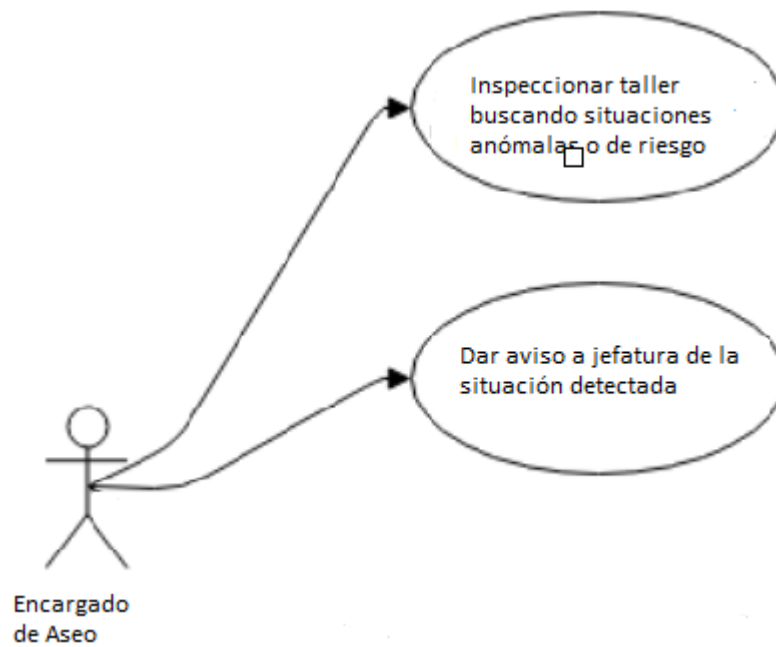 Inspeccionar taller
buscando situaciones
anómalas o de riesgo
Dar aviso a jefatura de la
situación detectada
Encargado
de Aseo